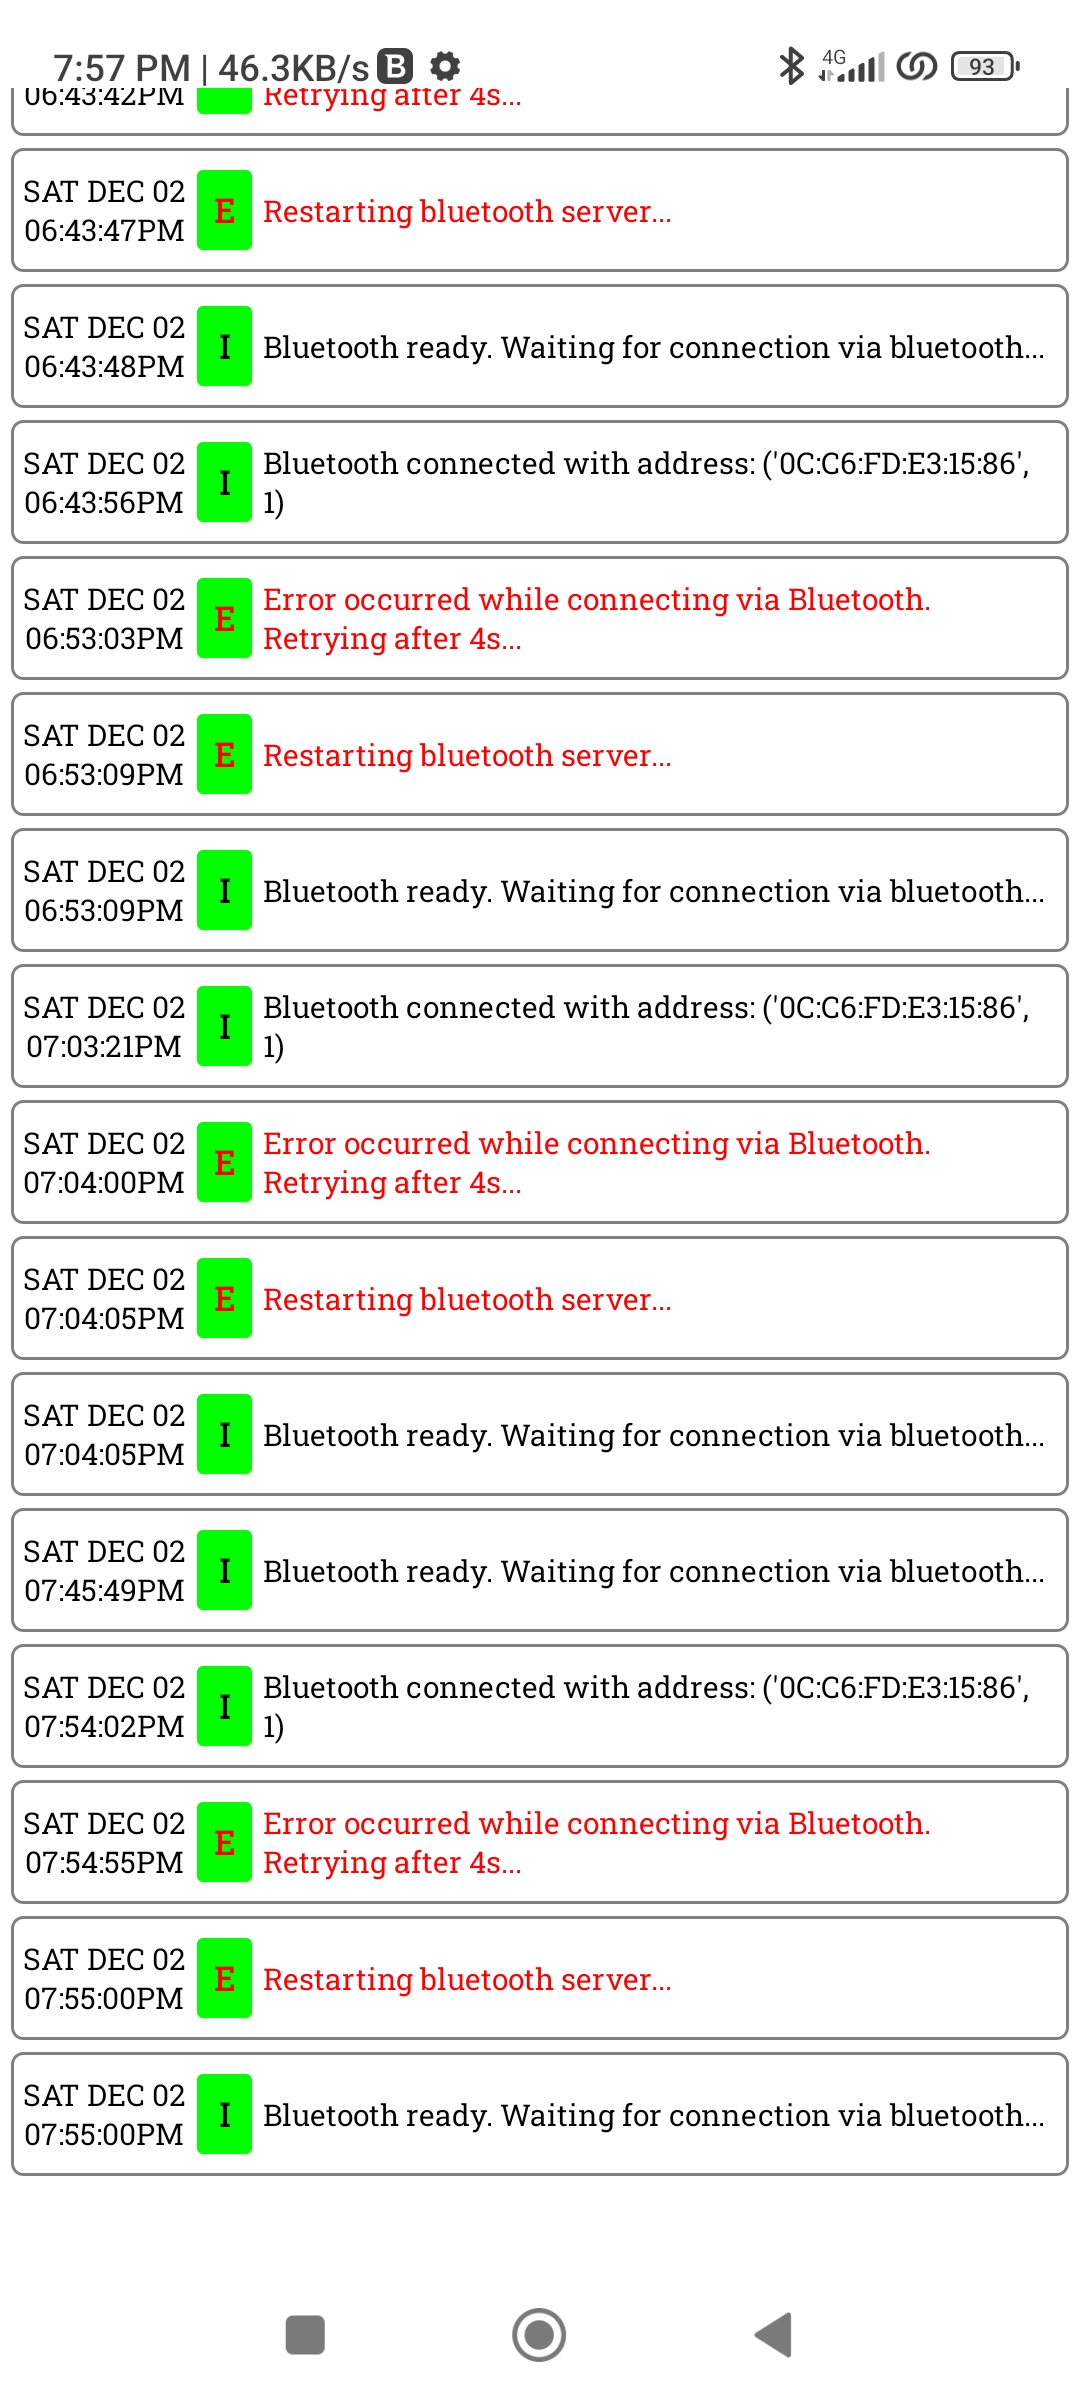 7:57 PM | 46.3KB/s B
4G
93
06:43:42PM
Retrying after 4s...
SAT DEC 02
06:43:47PM
E
Restarting bluetooth server...
SAT DEC 02
06:43:48PM
I
Bluetooth ready. Waiting for connection via bluetooth...
SAT DEC 02
06:43:56PM
I
Bluetooth connected with address: ('0C:C6:FD:E3:15:86',
1)
SAT DEC 02
06:53:03PM
E
Error occurred while connecting via Bluetooth.
Retrying after 4s...
SAT DEC 02
06:53:09PM
E
Restarting bluetooth server...
SAT DEC 02
06:53:09PM
I
Bluetooth ready. Waiting for connection via bluetooth...
SAT DEC 02
07:03:21PM
I
Bluetooth connected with address: ('0C:C6:FD:E3:15:86',
1)
SAT DEC 02
07:04:00PM
E
Error occurred while connecting via Bluetooth.
Retrying after 4s...
SAT DEC 02
07:04:05PM
E
Restarting bluetooth server...
SAT DEC 02
07:04:05PM
I
Bluetooth ready. Waiting for connection via bluetooth...
SAT DEC 02
07:45:49PM
I
Bluetooth ready. Waiting for connection via bluetooth...
SAT DEC 02
07:54:02PM
I
Bluetooth connected with address: ('0C:C6:FD:E3:15:86',
1)
SAT DEC 02
07:54:55PM
E
Error occurred while connecting via Bluetooth.
Retrying after 4s...
SAT DEC 02
07:55:00PM
E
Restarting bluetooth server...
SAT DEC 02
07:55:00PM
I
Bluetooth ready. Waiting for connection via bluetooth...